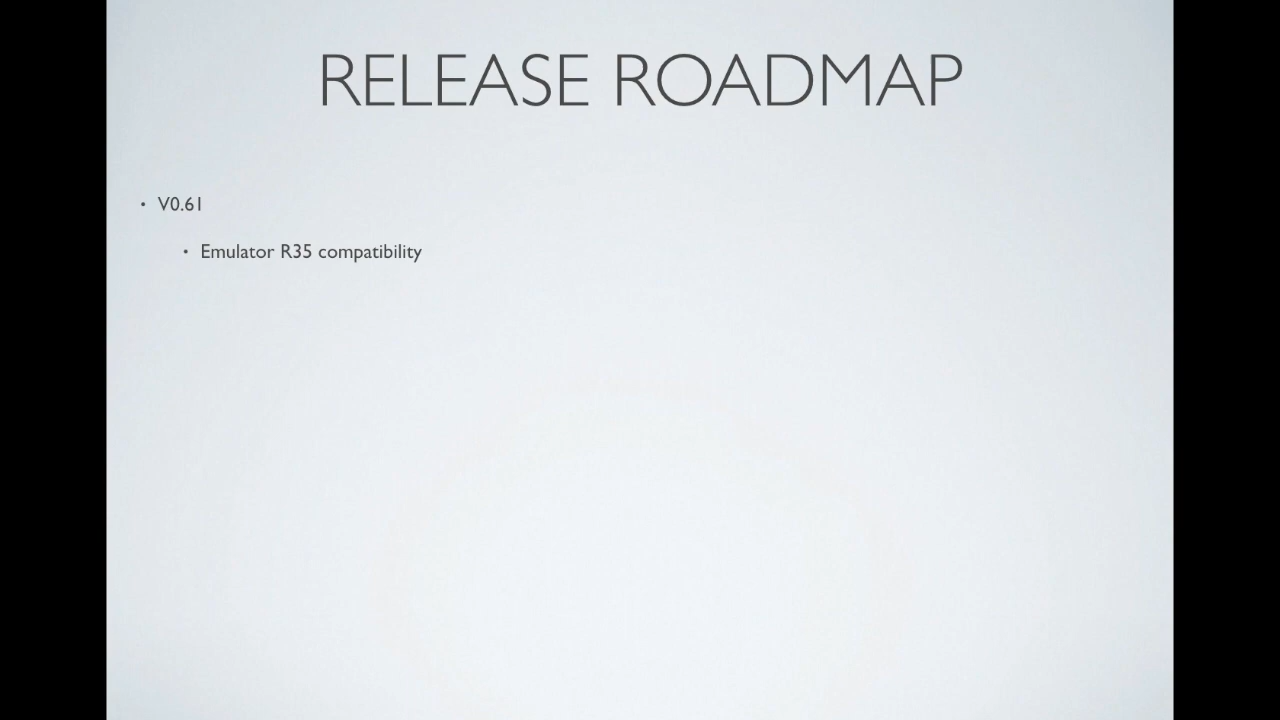 RELEASE ROADMAP
• V0.61
• Emulator R35 compatibility